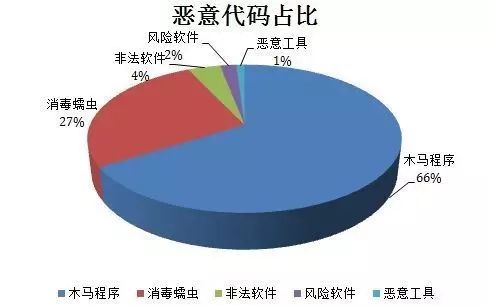 恶意代码占比
风险软件
2%
恶意工具
1%
非法软件
4%
消毒蠕虫
27%
木马程序
66%
木马程序 消毒蠕虫 非法软件 风险软件 恶意工具